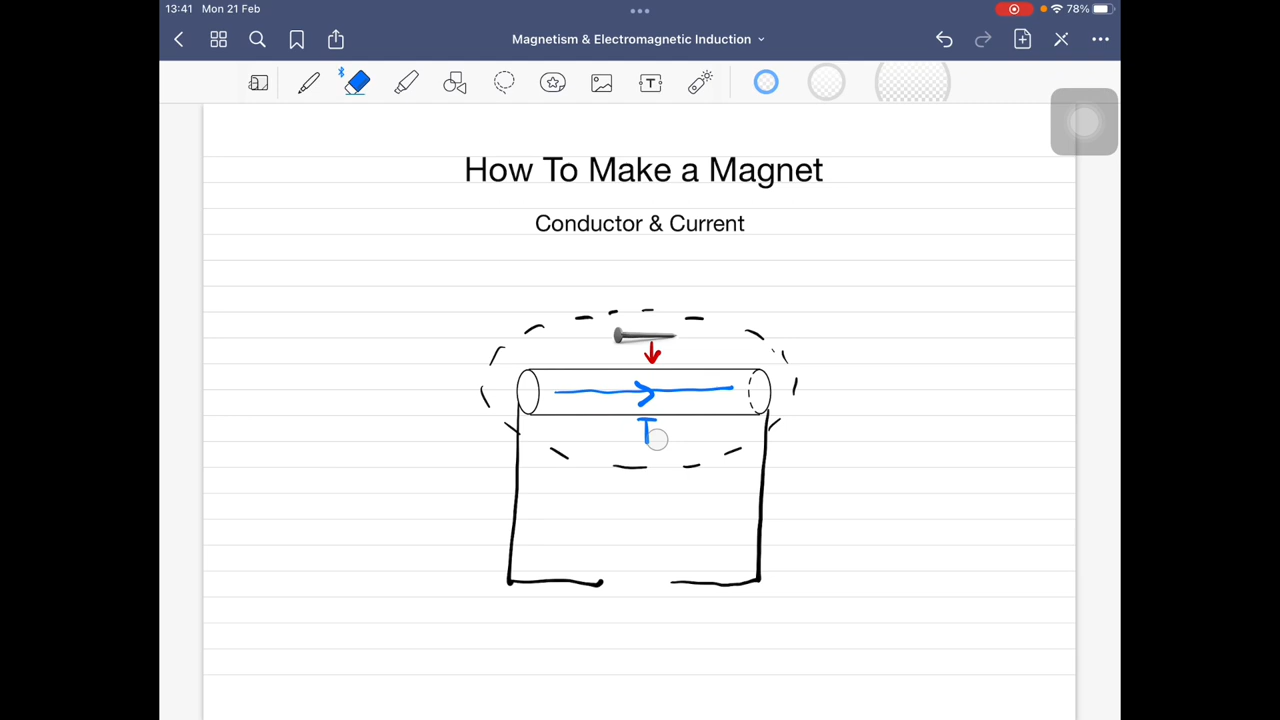 13:41 Mon 21 Feb
78%
Magnetism & Electromagnetic Induction
T
How To Make a Magnet
Conductor & Current
T